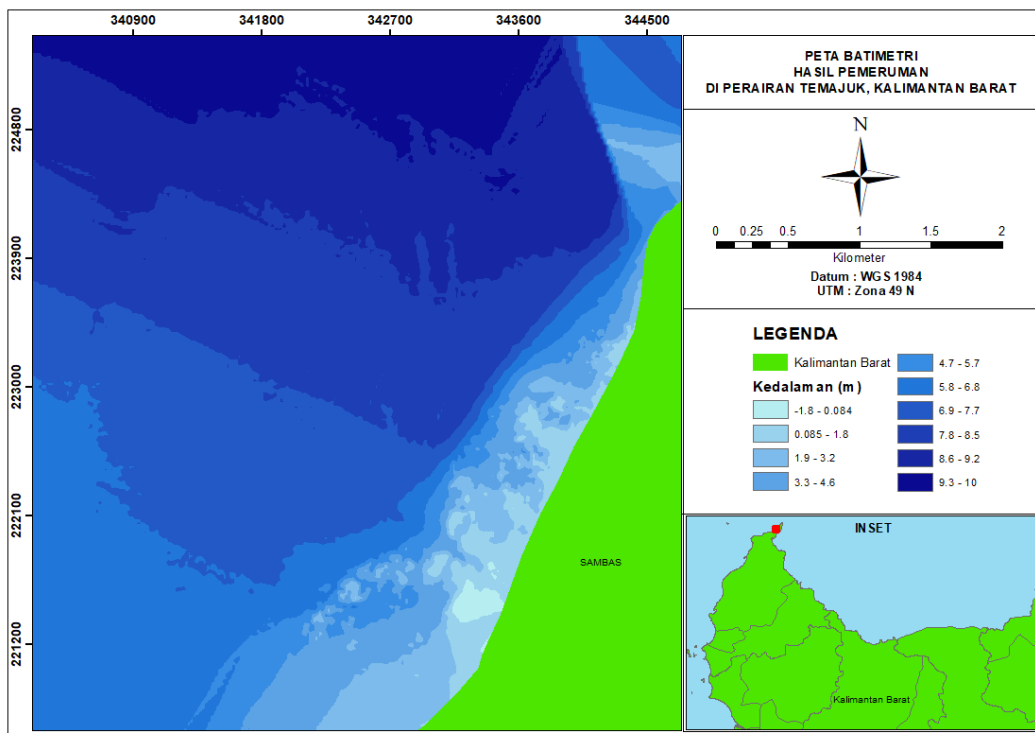 340900 341800 342700 343600 344500
224800
223900
223000
222100
221200
SAMBAS
PETA BATIMETRI
HASIL PEMERUMAN
DI PERAIRAN TEMAJUK, KALIMANTAN BARAT
N
0 0.25 0.5 1 1.5 2
Kilometer
Datum : WGS 1984
UTM : Zona 49 N
LEGENDA
Kalimantan Barat
Kedalaman (m)
-1.8 - 0.084
0.085 - 1.8
1.9 - 3.2
3.3 - 4.6
4.7 - 5.7
5.8 - 6.8
6.9 - 7.7
7.8 - 8.5
8.6 - 9.2
9.3 - 10
INSET
Kalimantan Barat